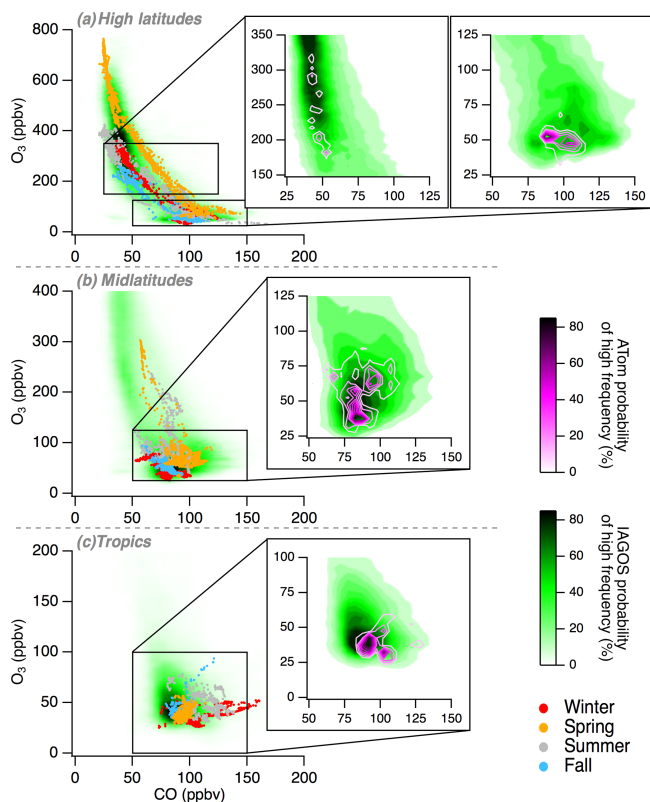 (a) High latitudes
800
600
400
200
0
O3 (ppbv)
0 50 100 150 200
350
300
250
200
150
25 50 75 100 125
125
100
75
50
25
50 75 100 125 150
(b) Midlatitudes
400
300
200
100
0
O3 (ppbv)
0 50 100 150 200
125
100
75
50
25
50 75 100 125 150
(c)Tropics
200
150
100
50
0
O3 (ppbv)
0 50 100 150 200
CO (ppbv)
100
75
50
25
0
50 75 100 125 150
80
60
40
20
0
ATom probability
of high frequency (%)
80
60
40
20
0
IAGOS probability
of high frequency (%)
Winter
Spring
Summer
Fall